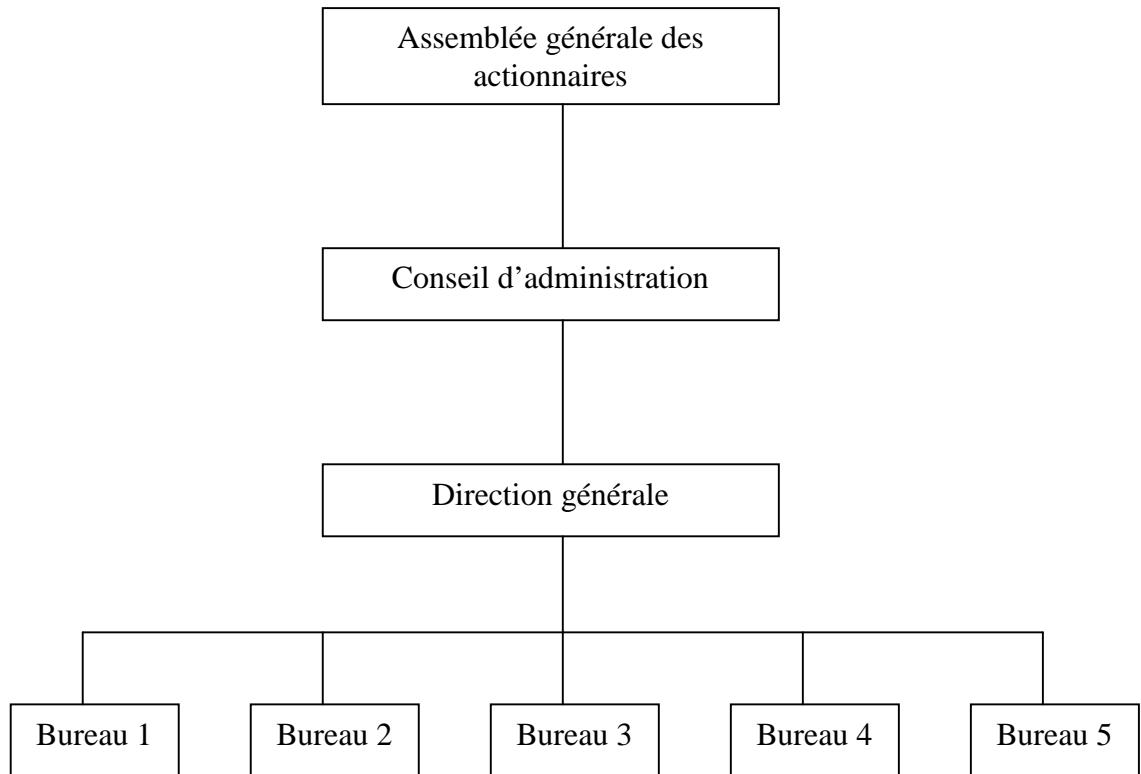 Assemblée générale des
actionnaires
Conseil d’administration
Direction générale
Bureau 1
Bureau 2
Bureau 3
Bureau 4
Bureau 5